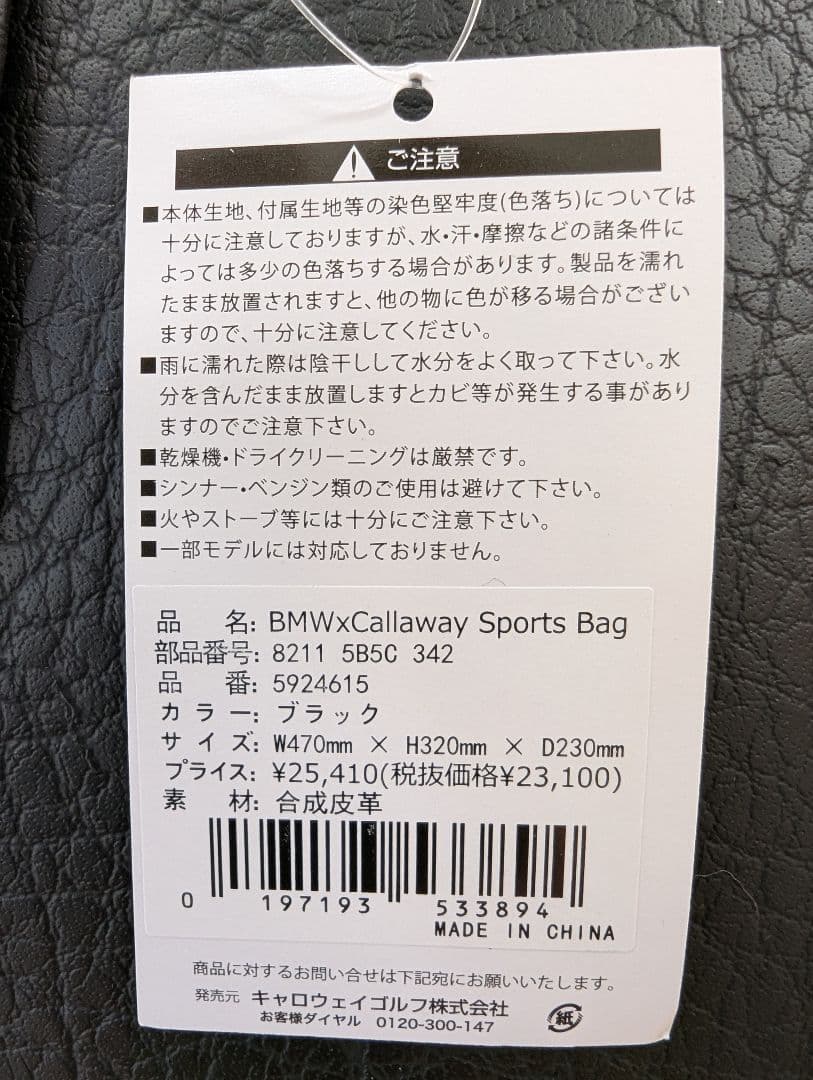 ご注意
■本体生地、付属生地等の染色堅牢度(色落ち)については
十分に注意しておりますが、水・汗・摩擦などの諸条件に
よっては多少の色落ちする場合があります。製品を濡れ
たまま放置されますと、他の物に色が移る場合がござい
ますので、十分に注意してください。
■雨に濡れた際は陰干しして水分をよく取って下さい。水
分を含んだまま放置しますとカビ等が発生する事があり
ますのでご注意下さい。
■乾燥機・ドライクリーニングは厳禁です。
■シンナー・ベンジン類のご使用は避けて下さい。
■火やストーブ等には十分にご注意下さい。
■一部モデルには対応しておりません。
品 名: BMWxCallaway Sports Bag
部品番号: 8211 5B5C 342
品 番: 5924615
カラー: ブラック
サイズ: W470mm × H320mm × D230mm
プライス: ¥25,410(税抜価格¥23,100)
素 材: 合成皮革
0 197193 533894
MADE IN CHINA
商品に対するお問い合せは下記宛にお願いいたします。
発売元 キャロウェイゴルフ株式会社
お客様ダイヤル 0120-300-147
紙